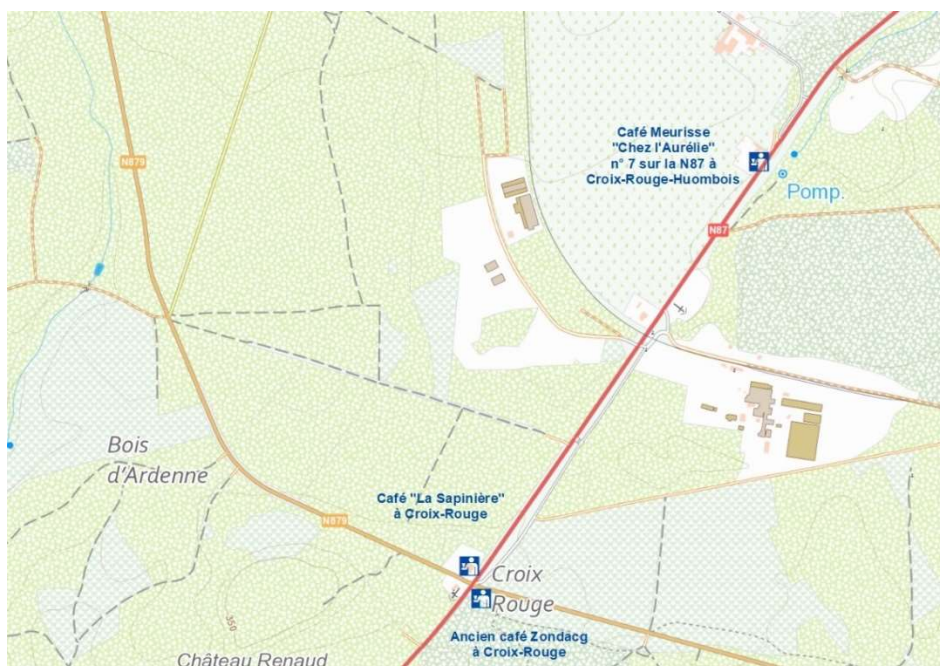 Café Meurisse
"Chez l'Aurélie"
n° 7 sur la N87 à
Croix-Rouge-Huombois
N879
Pomp.
N87
Bois
d'Ardenne
Café "La Sapinière"
à Croix-Rouge
N879
Croix
Rouge
350
Ancien café Zondacg
à Croix-Rouge
Château Renaud